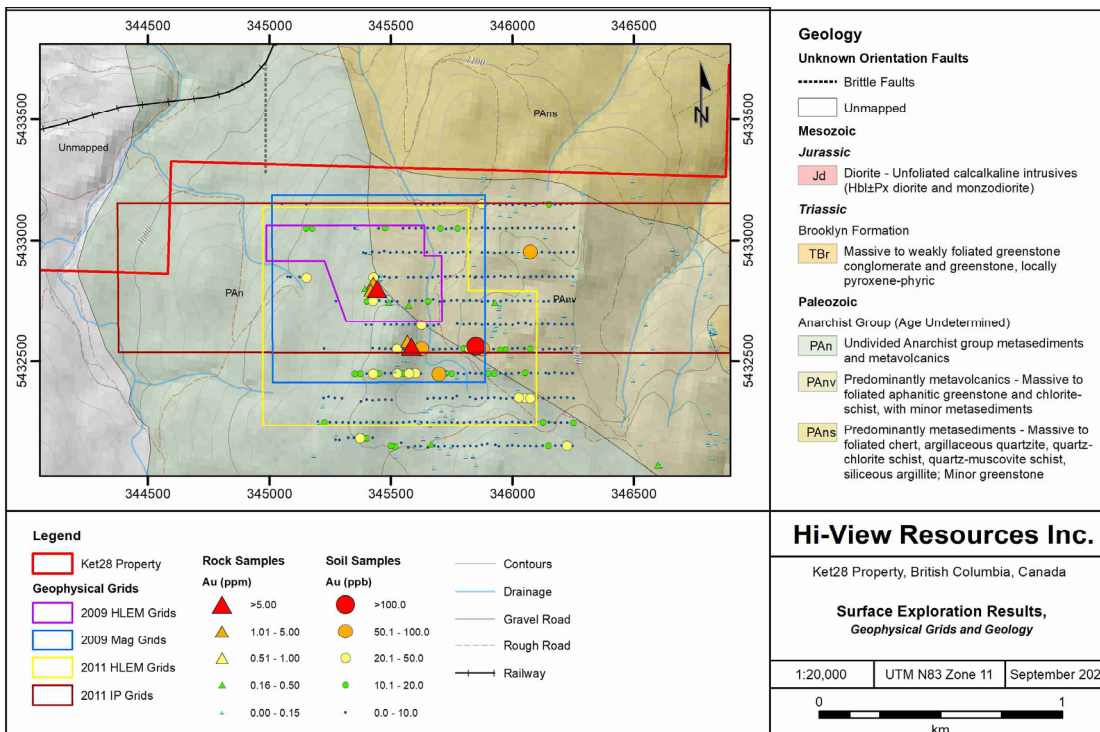 344500 345000 345500 346000 346500
5433500
5433000
5432500
5433500
5433000
5432500
1100
PAns
N
Unmapped
1000
PAn
PAnv
344500 345000 345500 346000 346500
Geology
Unknown Orientation Faults
Brittle Faults
Unmapped
Mesozoic
Jurassic
Jd Diorite - Unfoliated calcalkaline intrusives
(Hbl±Px diorite and monzodiorite)
Triassic
Brooklyn Formation
TBr Massive to weakly foliated greenstone
conglomerate and greenstone, locally
pyroxene-phyric
Paleozoic
Anarchist Group (Age Undetermined)
PAn Undivided Anarchist group metasediments
and metavolcanics
PAnv Predominantly metavolcanics - Massive to
foliated aphanitic greenstone and chlorite-
schist, with minor metasediments
PAns Predominantly metasediments - Massive to
foliated chert, argillaceous quartzite, quartz-
chlorite schist, quartz-muscovite schist,
siliceous argillite; Minor greenstone
Legend
Ket28 Property
Geophysical Grids
2009 HLEM Grids
2009 Mag Grids
2011 HLEM Grids
2011 IP Grids
Rock Samples
Au (ppm)
>5.00
1.01 - 5.00
0.51 - 1.00
0.16 - 0.50
0.00 - 0.15
Soil Samples
Au (ppb)
>100.0
50.1 - 100.0
20.1 - 50.0
10.1 - 20.0
0.0 - 10.0
Contours
Drainage
Gravel Road
Rough Road
Railway
Hi-View Resources Inc.
Ket28 Property, British Columbia, Canada
Surface Exploration Results,
Geophysical Grids and Geology
1:20,000 UTM N83 Zone 11 September 202
0 1
km